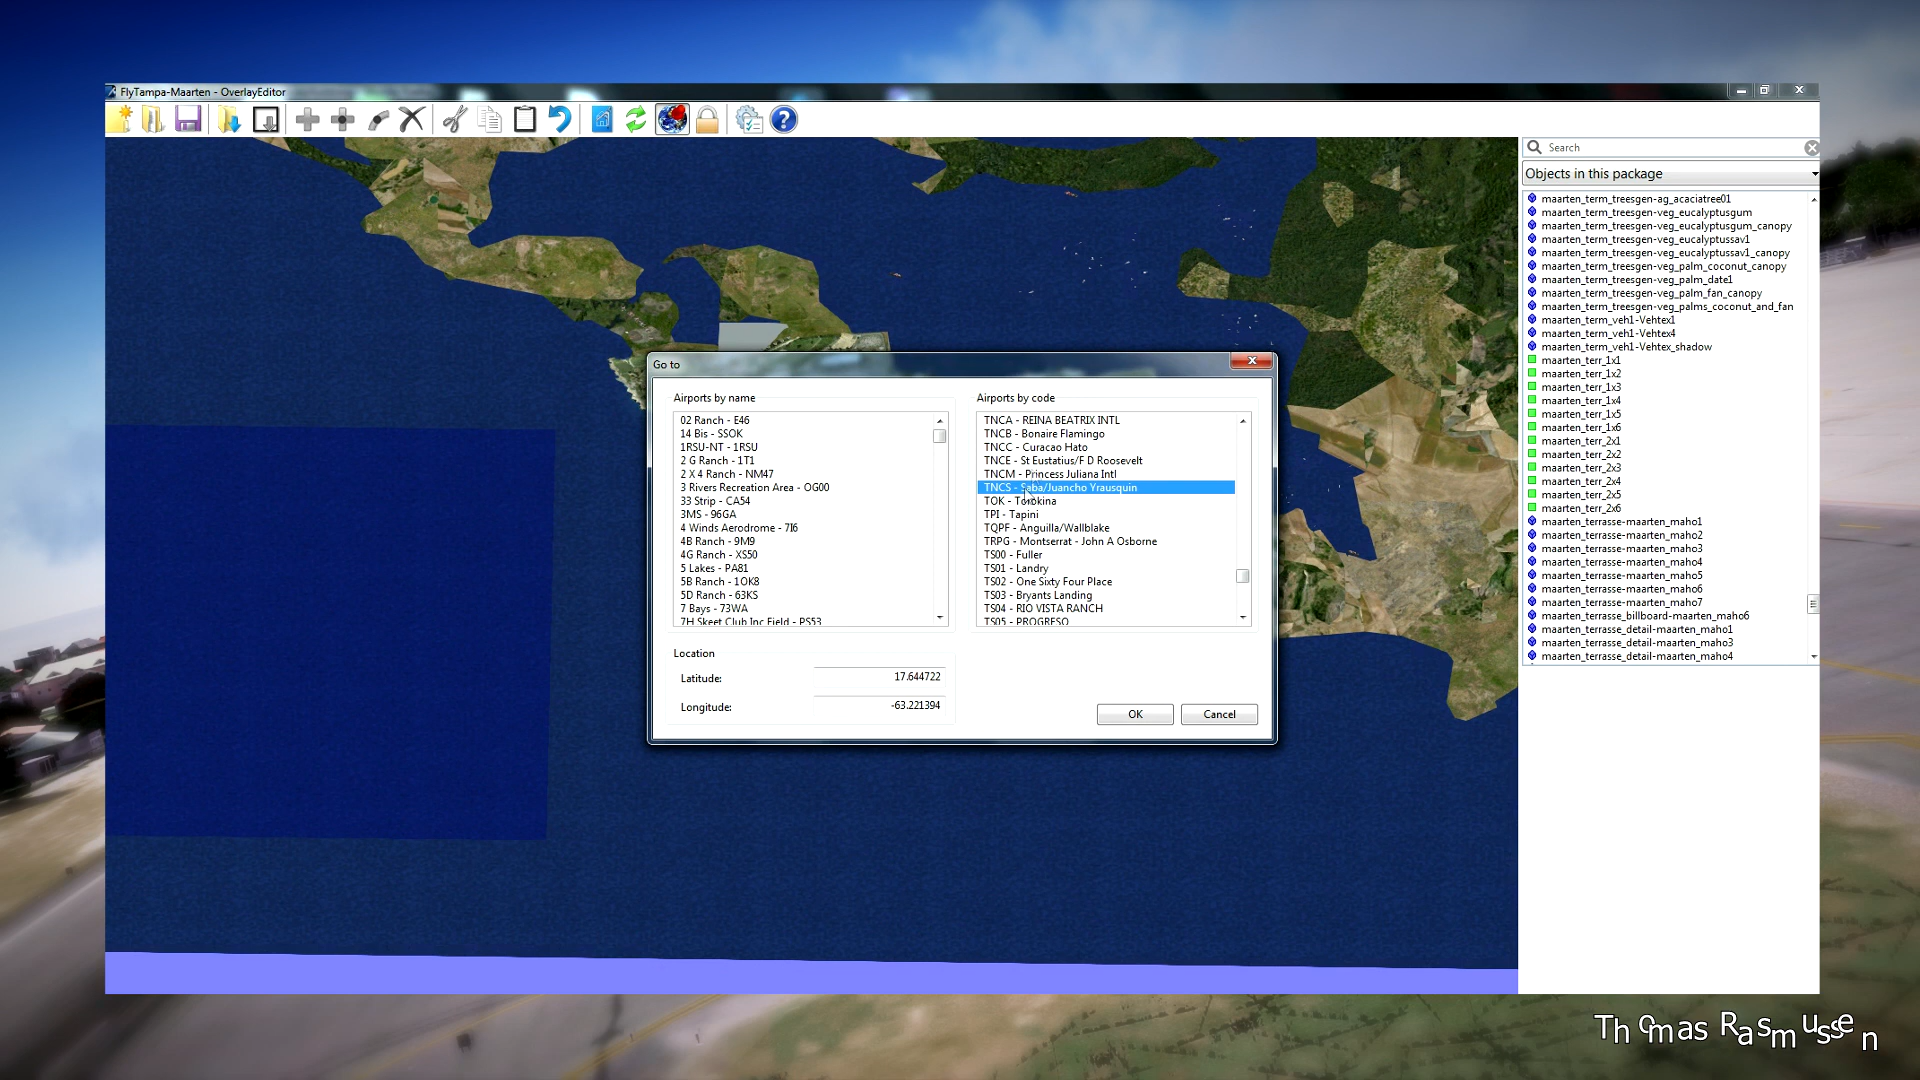 FlyTampa-Maarten - OverlayEditor
Search
Objects in this package
maarten_term_treesgen-ag_acaciatree01
maarten_term_treesgen-veg_eucalyptusgum
maarten_term_treesgen-veg_eucalyptusgum_canopy
maarten_term_treesgen-veg_eucalyptussav1
maarten_term_treesgen-veg_eucalyptussav1_canopy
maarten_term_treesgen-veg_palm_coconut_canopy
maarten_term_treesgen-veg_palm_date1
maarten_term_treesgen-veg_palm_fan_canopy
maarten_term_treesgen-veg_palms_coconut_and_fan
maarten_term_veh1-Vehtex1
maarten_term_veh1-Vehtex4
maarten_term_veh1-Vehtex_shadow
maarten_terr_1x1
maarten_terr_1x2
maarten_terr_1x3
maarten_terr_1x4
maarten_terr_1x5
maarten_terr_1x6
maarten_terr_2x1
maarten_terr_2x2
maarten_terr_2x3
maarten_terr_2x4
maarten_terr_2x5
maarten_terr_2x6
maarten_terrasse-maarten_maho1
maarten_terrasse-maarten_maho2
maarten_terrasse-maarten_maho3
maarten_terrasse-maarten_maho4
maarten_terrasse-maarten_maho5
maarten_terrasse-maarten_maho6
maarten_terrasse-maarten_maho7
maarten_terrasse_billboard-maarten_maho6
maarten_terrasse_detail-maarten_maho1
maarten_terrasse_detail-maarten_maho3
maarten_terrasse_detail-maarten_maho4
Go to
Airports by name
02 Ranch - E46
14 Bis - SSOK
1RSU-NT - 1RSU
2 G Ranch - 1T1
2 X 4 Ranch - NM47
3 Rivers Recreation Area - OG00
33 Strip - CA54
3MS - 96GA
4 Winds Aerodrome - 7I6
4B Ranch - 9M9
4G Ranch - XS50
5 Lakes - PA81
5B Ranch - 1OK8
5D Ranch - 63KS
7 Bays - 73WA
7H Skeet Club Inc Field - PS53
Airports by code
TNCA - REINA BEATRIX INTL
TNCB - Bonaire Flamingo
TNCC - Curacao Hato
TNCE - St Eustatius/F D Roosevelt
TNCM - Princess Juliana Intl
TNCS - Saba/Juancho Yrausquin
TOK - Torokina
TPI - Tapini
TQPF - Anguilla/Wallblake
TRPG - Montserrat - John A Osborne
TS00 - Fuller
TS01 - Landry
TS02 - One Sixty Four Place
TS03 - Bryants Landing
TS04 - RIO VISTA RANCH
TS05 - PROGRESO
Location
Latitude: 17.644722
Longitude: -63.221394
OK Cancel
Thomas Rasmussen